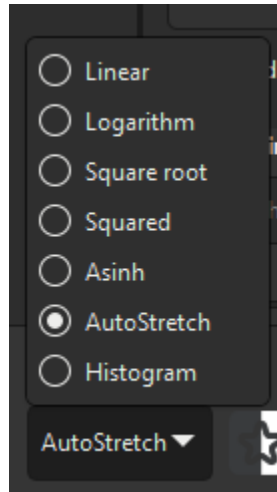 Linear
Logarithm
Square root
Squared
Asinh
AutoStretch
Histogram
AutoStretch